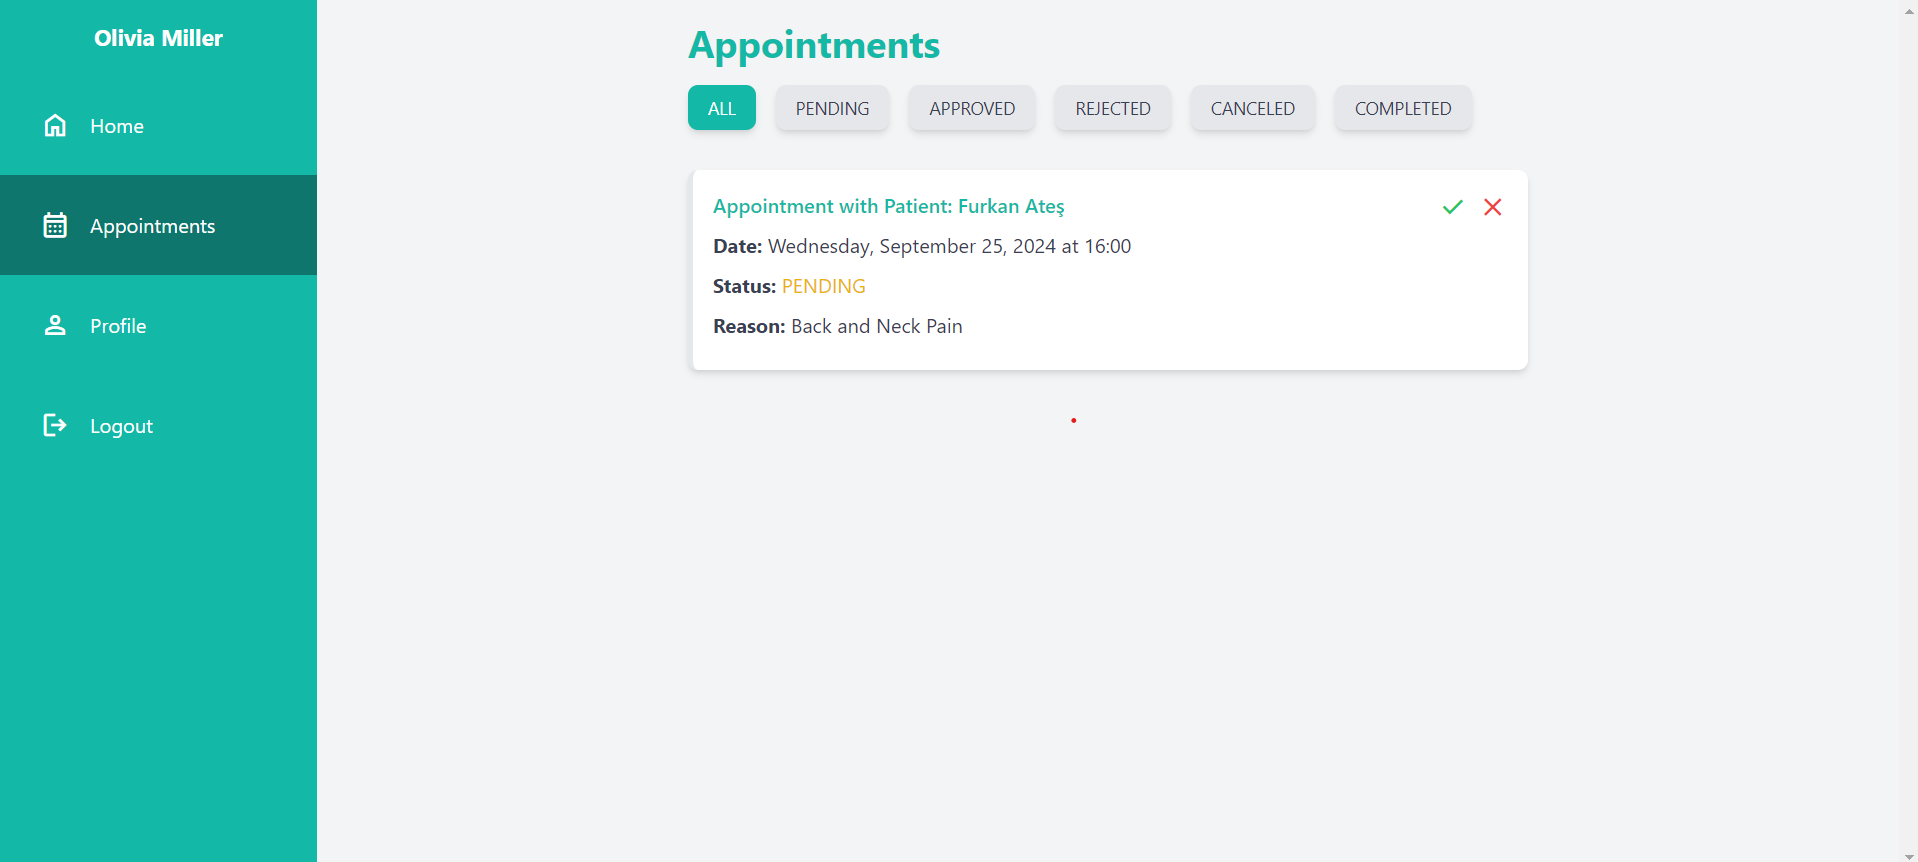 Olivia Miller
Home
Appointments
Profile
Logout
Appointments
ALL PENDING APPROVED REJECTED CANCELED COMPLETED
Appointment with Patient: Furkan Ateş
Date: Wednesday, September 25, 2024 at 16:00
Status: PENDING
Reason: Back and Neck Pain